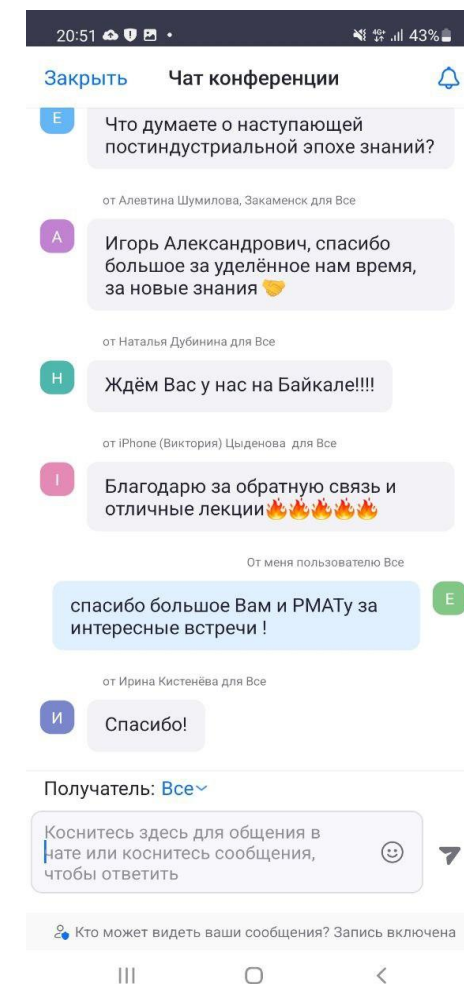 20:51
4G+
43%
Закрыть Чат конференции
E
Что думаете о наступающей
постиндустриальной эпохе знаний?
от Алевтина Шумилова, Закаменск для Все
А
Игорь Александрович, спасибо
большое за уделённое нам время,
за новые знания 🤝
от Наталья Дубинина для Все
Н
Ждём Вас у нас на Байкале!!!!
от iPhone (Виктория) Цыденова для Все
I
Благодарю за обратную связь и
отличные лекции🔥🔥🔥🔥🔥
От меня пользователю Все
E
спасибо большое Вам и РМАТу за
интересные встречи !
от Ирина Кистенёва для Все
И
Спасибо!
Получатель: Все
Коснитесь здесь для общения в
чате или коснитесь сообщения,
чтобы ответить
Кто может видеть ваши сообщения? Запись включена